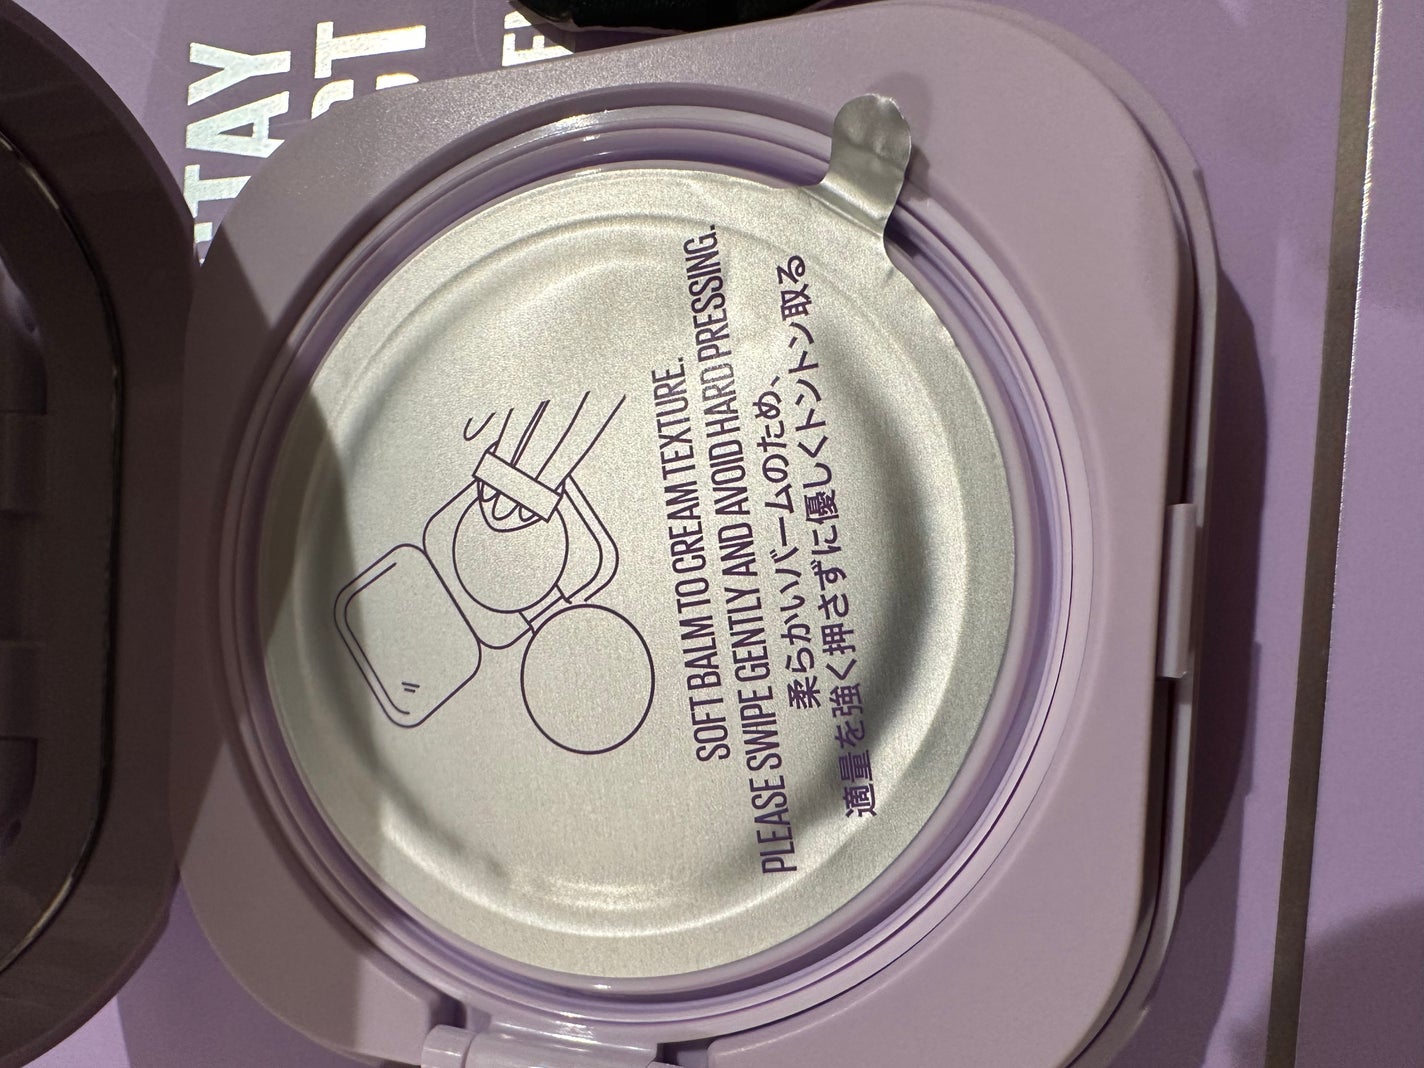 STAY
SOFT BALM TO CREAM TEXTURE.
PLEASE SWIPE GENTLY AND AVOID HARD PRESSING.
柔らかいバームのため、
適量を強く押さずに優しくトントン取る